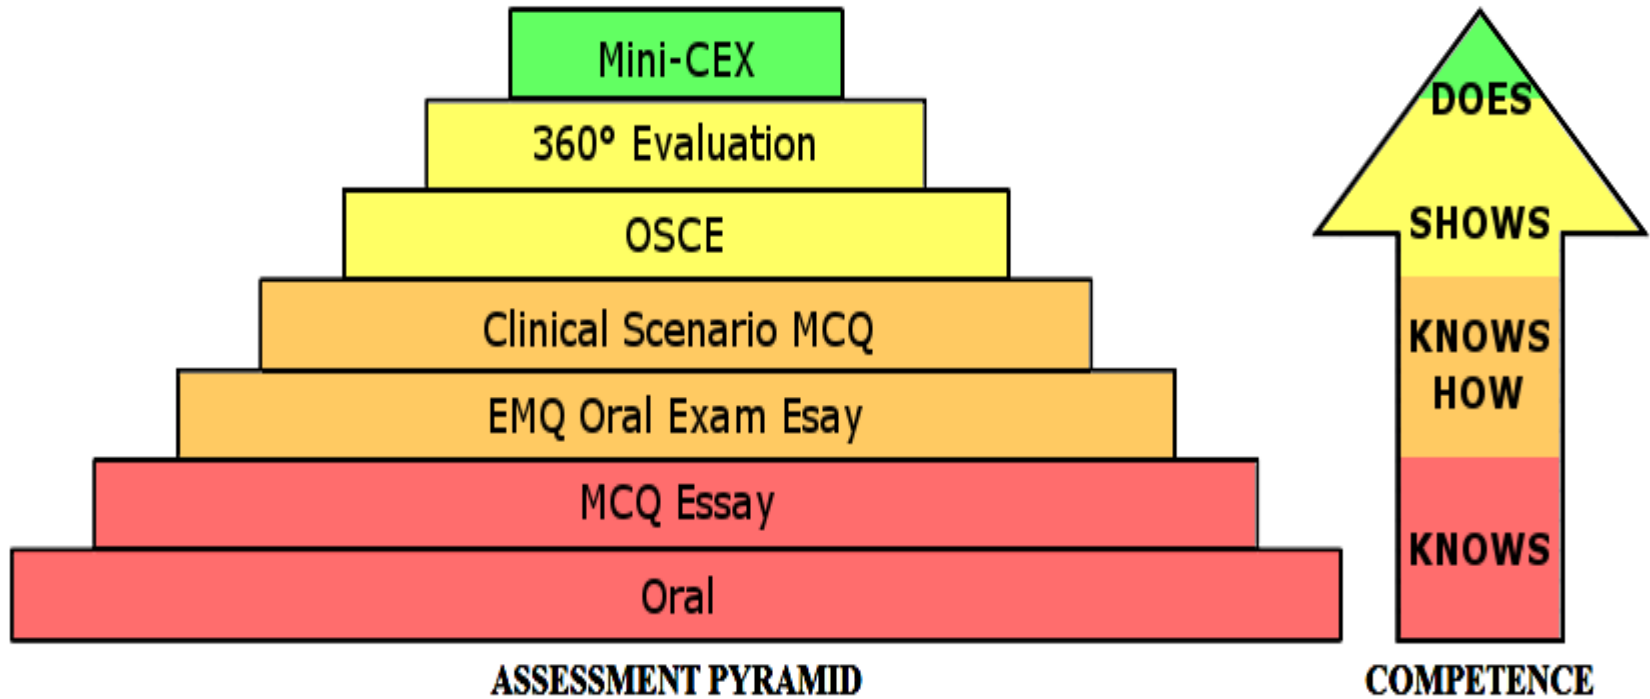 Mini-CEX
360° Evaluation
OSCE
Clinical Scenario MCQ
EMQ Oral Exam Esay
MCQ Essay
Oral
ASSESSMENT PYRAMID
DOES
SHOWS
KNOWS
HOW
KNOWS
COMPETENCE